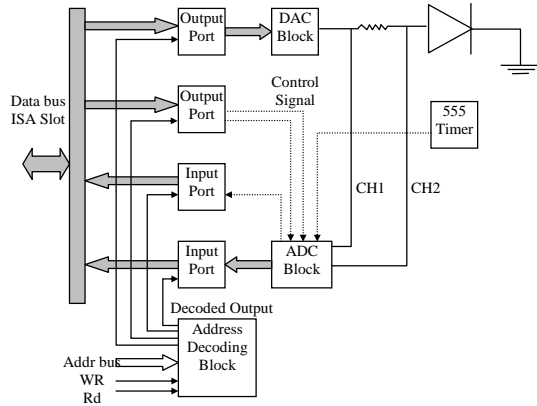 Output
Port
DAC
Block
Data bus
ISA Slot
Output
Port
Control
Signal
555
Timer
Input
Port
CH1
CH2
Input
Port
ADC
Block
Decoded Output
Address
Decoding
Block
Addr bus
WR
Rd